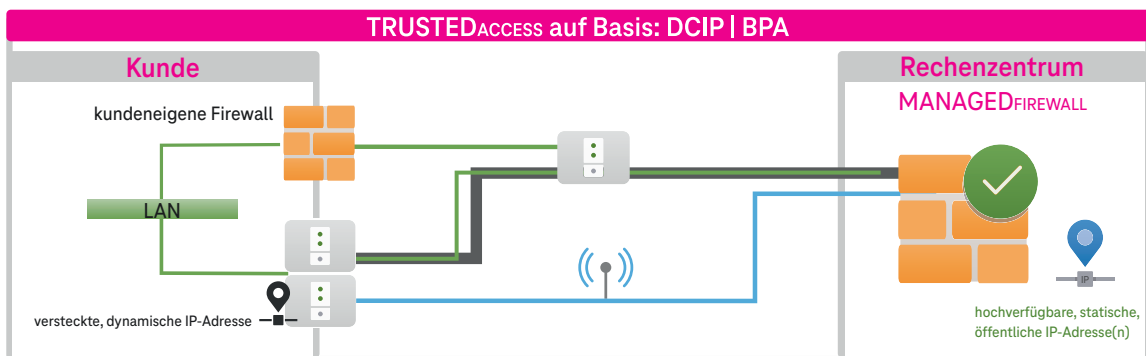 TRUSTEDACCESS auf Basis: DCIP | BPA
Kunde
kundeneigene Firewall
LAN
versteckte, dynamische IP-Adresse
Rechenzentrum
MANAGEDFIREWALL
IP
hochverfügbare, statische,
öffentliche IP-Adresse(n)